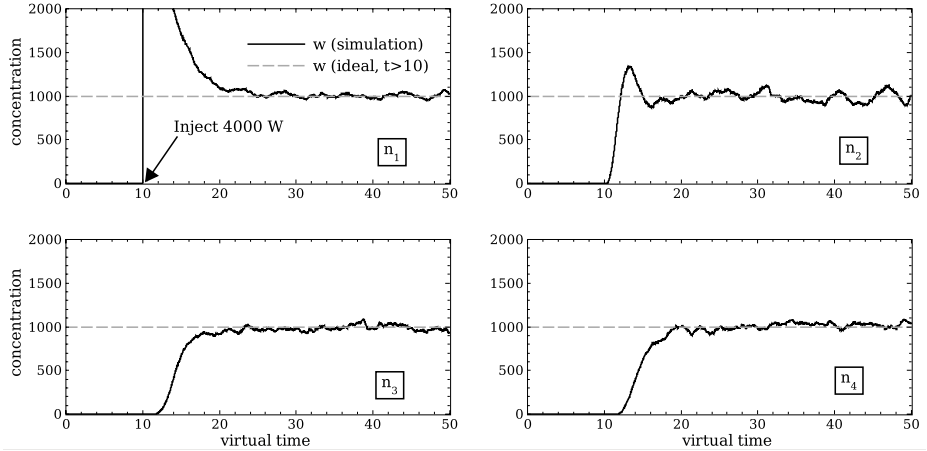 2000
w (simulation)
w (ideal, t>10)
1500
1000
Inject 4000 W
500
n1
0
0 10 20 30 40 50
concentration
2000
1500
1000
500
n2
0
0 10 20 30 40 50
2000
1500
1000
500
n3
0
0 10 20 30 40 50
concentration
virtual time
2000
1500
1000
500
n4
0
0 10 20 30 40 50
virtual time